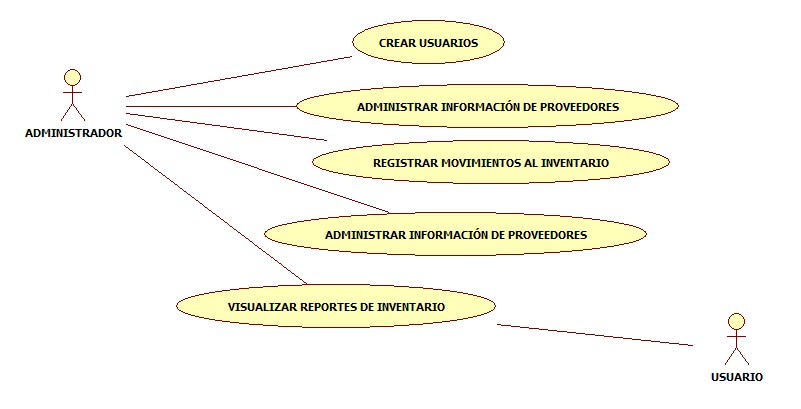 CREAR USUARIOS
ADMINISTRADOR
ADMINISTRAR INFORMACIÓN DE PROVEEDORES
REGISTRAR MOVIMIENTOS AL INVENTARIO
ADMINISTRAR INFORMACIÓN DE PROVEEDORES
VISUALIZAR REPORTES DE INVENTARIO
USUARIO